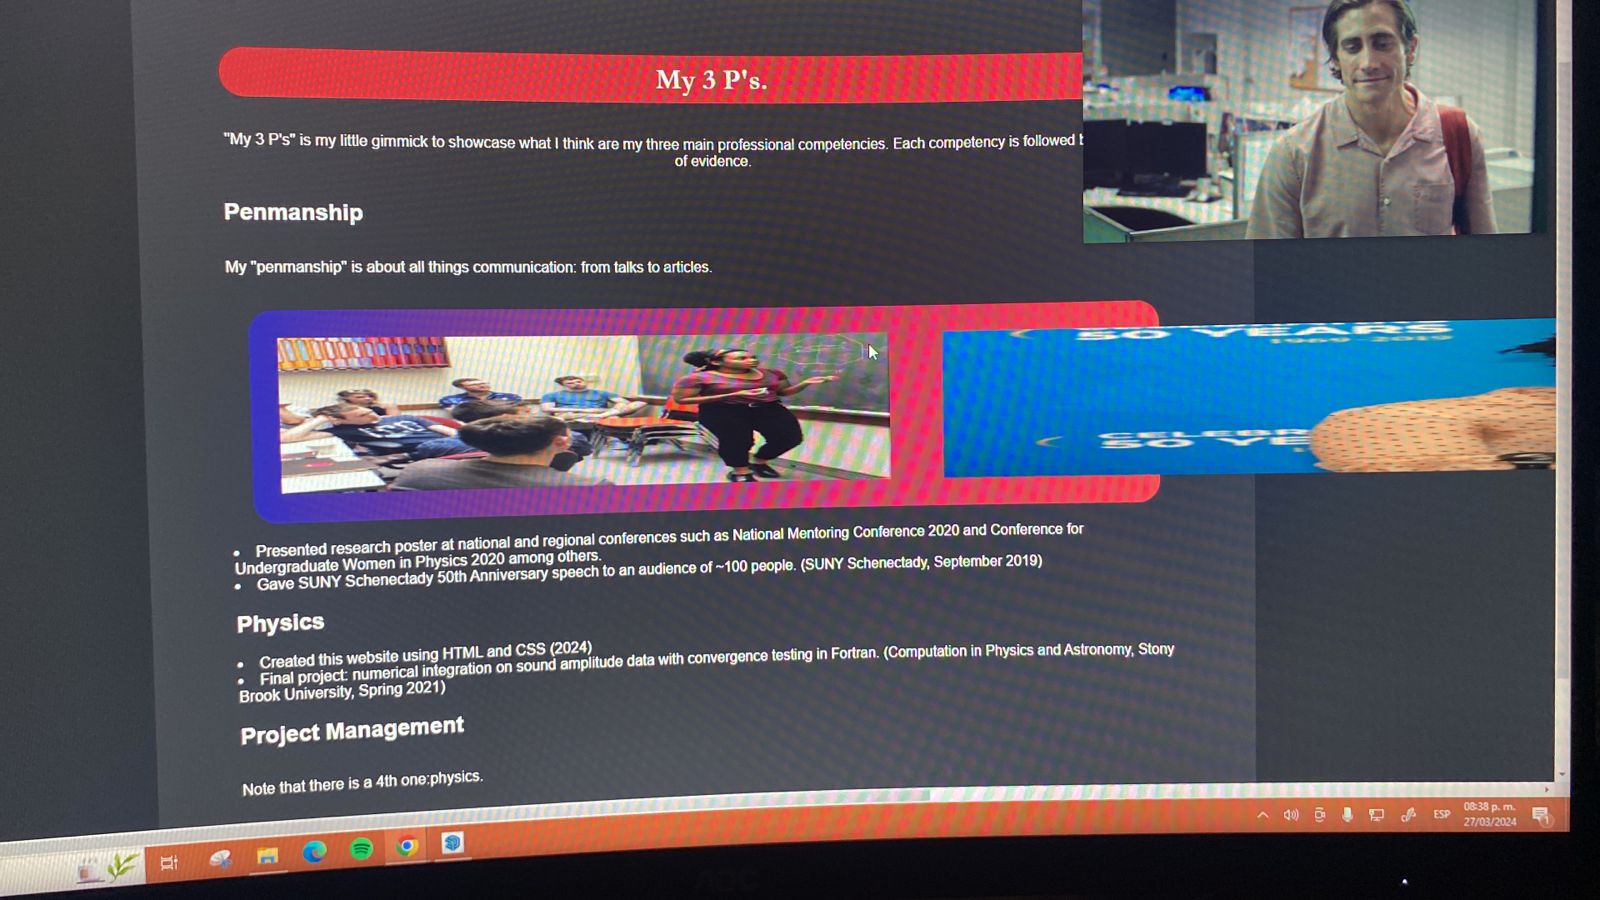 My 3 P's.
"My 3 P's" is my little gimmick to showcase what I think are my three main professional competencies. Each competency is followed
of evidence.
Penmanship
My "penmanship" is about all things communication: from talks to articles.
50 YEARS
1969-2019
50 YE
• Presented research poster at national and regional conferences such as National Mentoring Conference 2020 and Conference for
Undergraduate Women in Physics 2020 among others.
• Gave SUNY Schenectady 50th Anniversary speech to an audience of ~100 people. (SUNY Schenectady, September 2019)
Physics
• Created this website using HTML and CSS (2024)
• Final project: numerical integration on sound amplitude data with convergence testing in Fortran. (Computation in Physics and Astronomy, Stony
Brook University, Spring 2021)
Project Management
Note that there is a 4th one:physics.
ESP
08:38 p. m.
27/03/2024